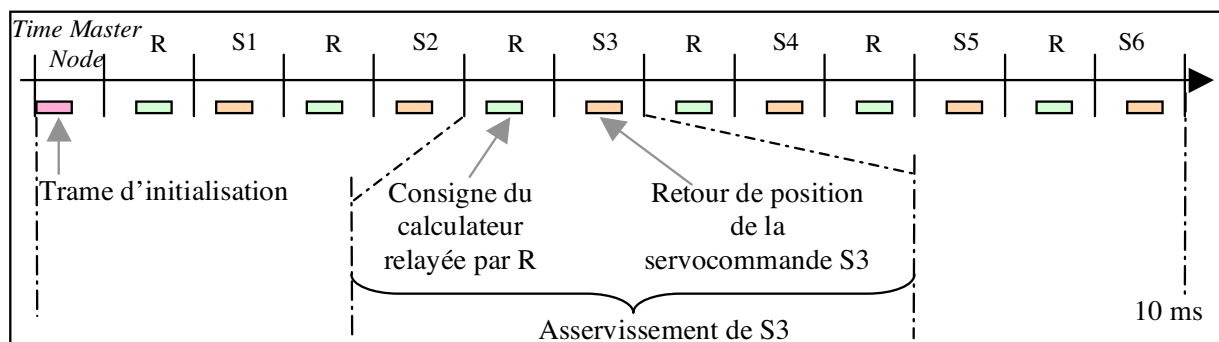 Time Master
Node
R S1 R S2 R S3 R S4 R S5 R S6
Trame d'initialisation
Consigne du
calculateur
relayée par R
Retour de position
de la
servocommande S3
10 ms
Asservissement de S3